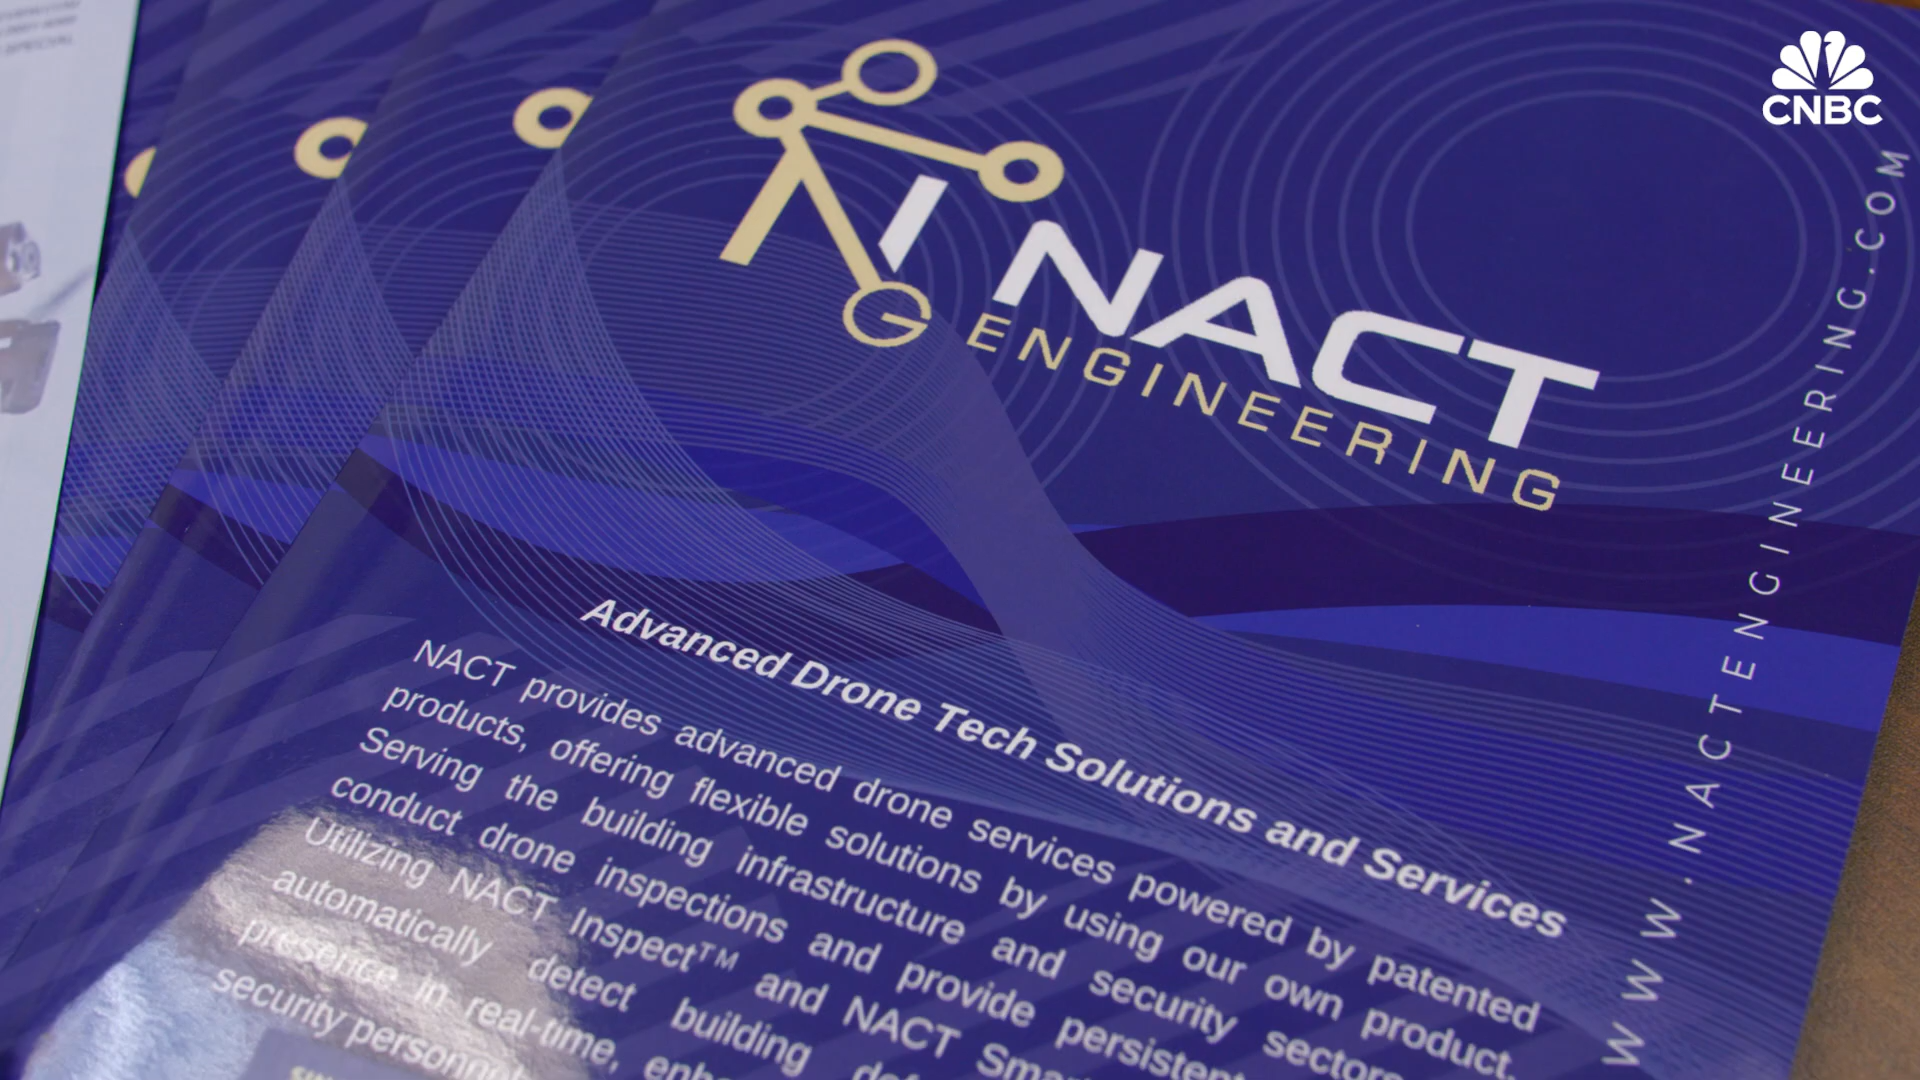 CNBC
NACT
ENGINEERING
WWW.NACTENGINEERING.COM
Advanced Drone Tech Solutions and Services
NACT provides advanced drone services powered by patented
products, offering flexible solutions by using our own product.
Serving the building infrastructure and security sectors
conduct drone inspections and provide persistent
Utilizing NACT Inspect™ and NACT
automatically detect building
presence in real-time,
security